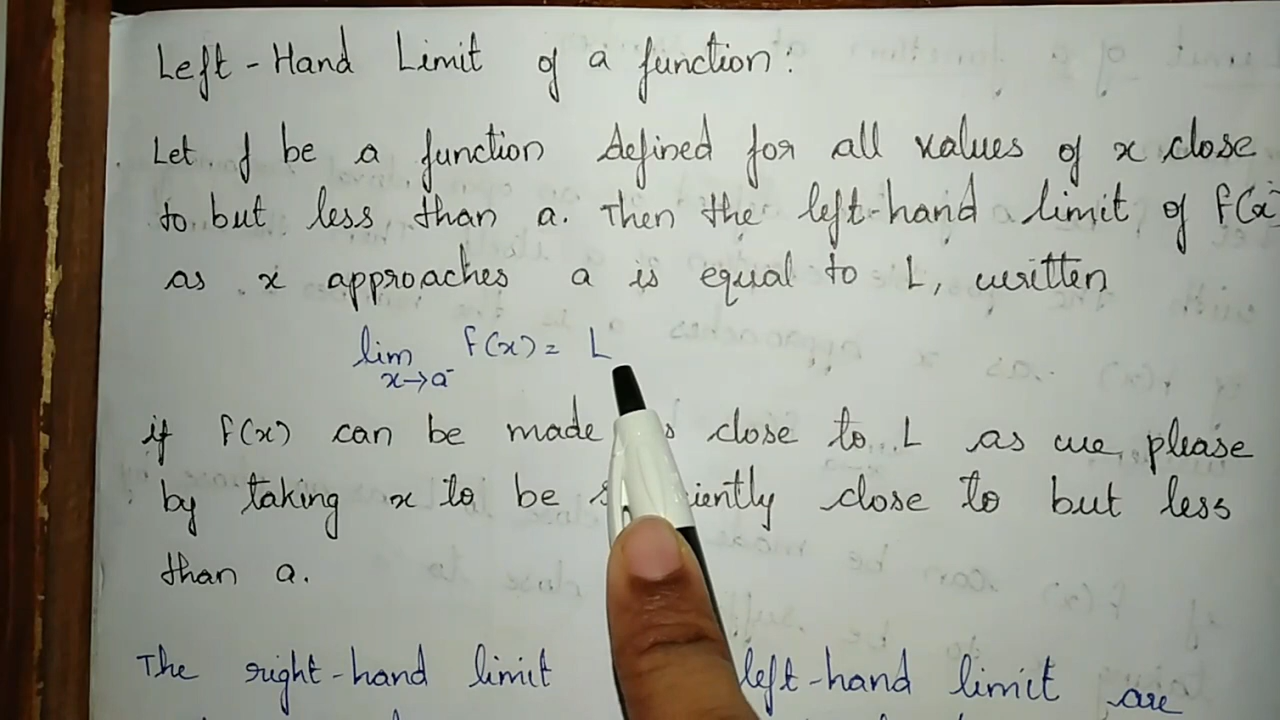 Left-Hand Limit of a function:
Let f be a function defined for all values of x close
to but less than a. Then the left-hand limit of f(x)
as x approaches a is equal to L, written
lim f(x) = L
x→a⁻
if f(x) can be made close to L as we please
by taking x to be close to but less
than a.
The right-hand limit left-hand limit are